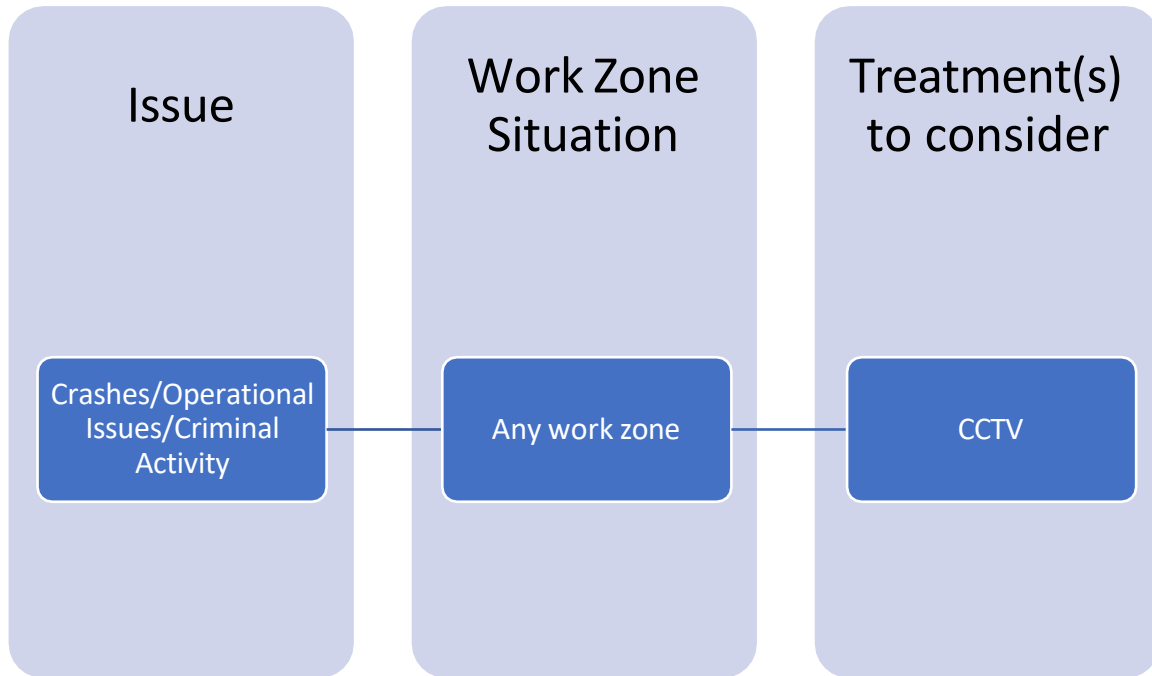 Issue
Work Zone
Situation
Treatment(s)
to consider
Crashes/Operational
Issues/Criminal
Activity
Any work zone
CCTV